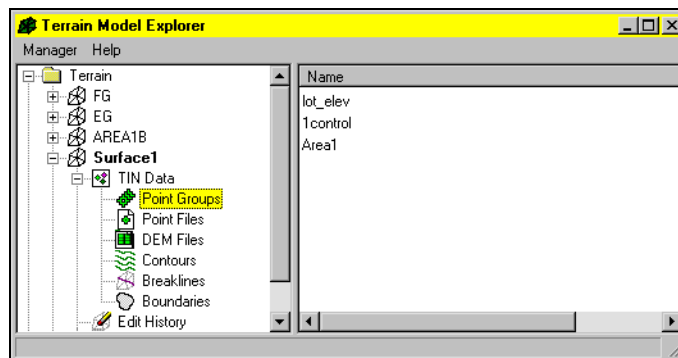 Terrain Model Explorer
Manager Help
Terrain
FG
EG
AREA1B
Surface1
TIN Data
Point Groups
Point Files
DEM Files
Contours
Breaklines
Boundaries
Edit History
Name
lot_elev
1control
Area1